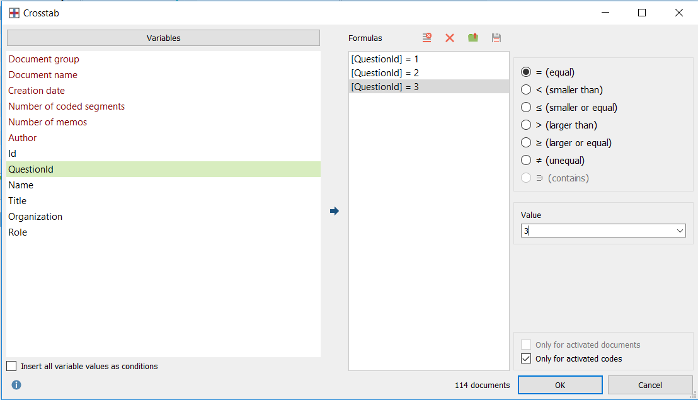 Crosstab
Variables
Document group
Document name
Creation date
Number of coded segments
Number of memos
Author
Id
QuestionId
Name
Title
Organization
Role
Insert all variable values as conditions
Formulas
[QuestionId] = 1
[QuestionId] = 2
[QuestionId] = 3
= (equal)
< (smaller than)
≤ (smaller or equal)
> (larger than)
≥ (larger or equal)
≠ (unequal)
⊇ (contains)
Value
3
Only for activated documents
Only for activated codes
114 documents
OK
Cancel